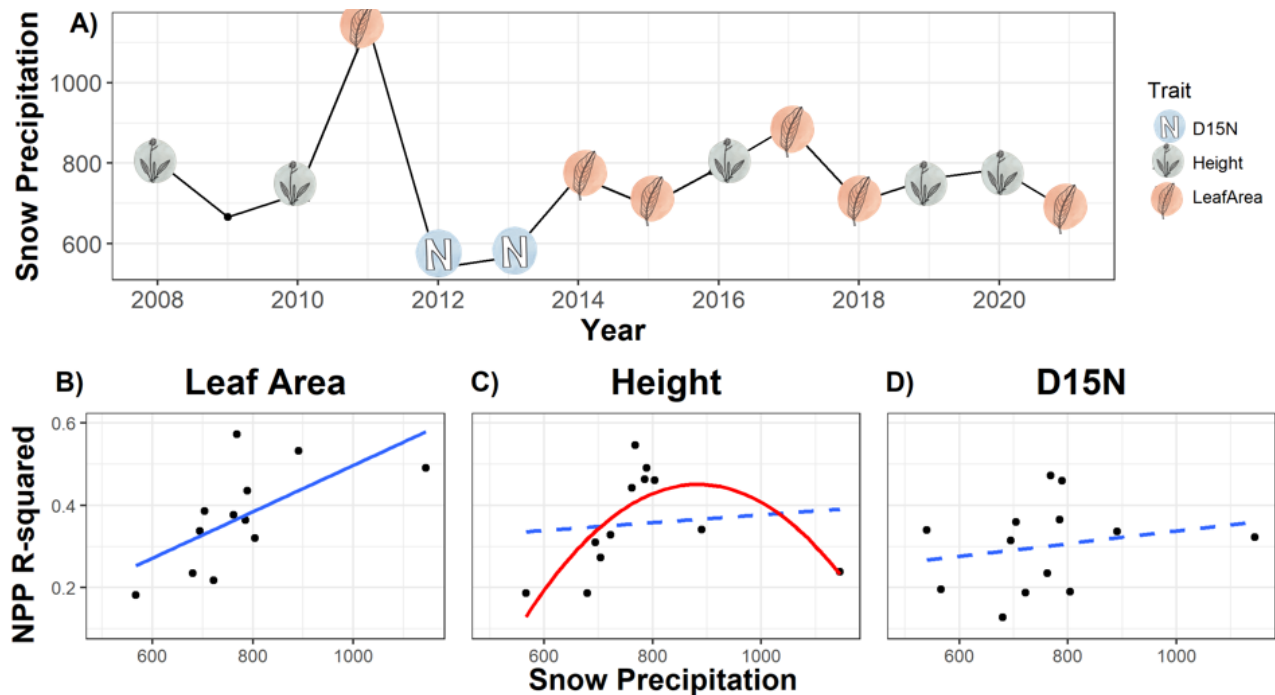 A)
Snow Precipitation
1000
800
600
2008 2010 2012 2014 2016 2018 2020
Year
Trait
N D15N
Height
LeafArea
N N
B) Leaf Area
C) Height
D) D15N
NPP R-squared
0.6
0.4
0.2
600 800 1000
600 800 1000
600 800 1000
Snow Precipitation